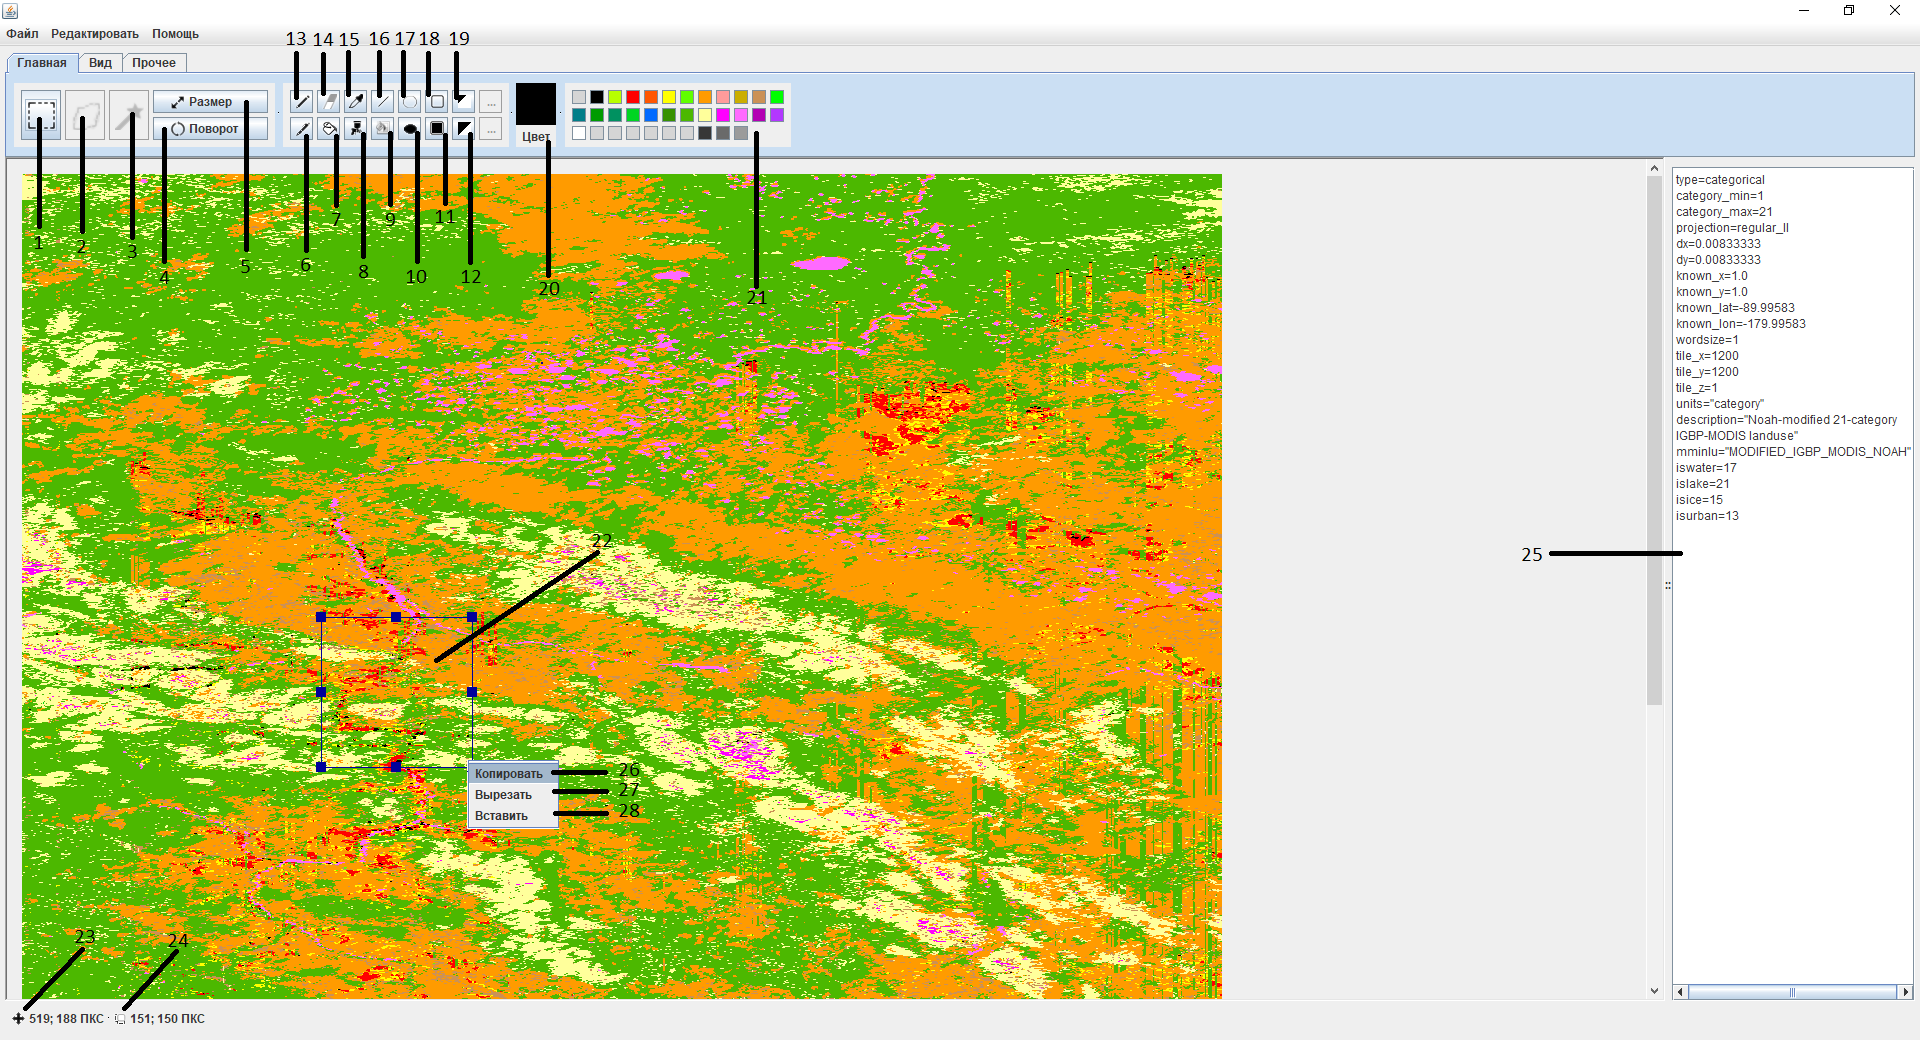 Файл Редактировать Помощь
13 14 15 16 17 18 19
Главная Вид Прочее
Размер
... 
Поворот
...
Цвет
1 2 3 4 5 6 7 8 9 10 11 12 20 21
type=categorical
category_min=1
category_max=21
projection=regular_ll
dx=0.00833333
dy=0.00833333
known_x=1.0
known_y=1.0
known_lat=-89.99583
known_lon=-179.99583
wordsize=1
tile_x=1200
tile_y=1200
tile_z=1
units="category"
description="Noah-modified 21-category
IGBP-MODIS landuse"
mminlu="MODIFIED_IGBP_MODIS_NOAH"
iswater=17
islake=21
isice=15
isurban=13
22
25
Копировать 26
Вырезать 27
Вставить 28
23 24
519; 188 ПКС 151; 150 ПКС